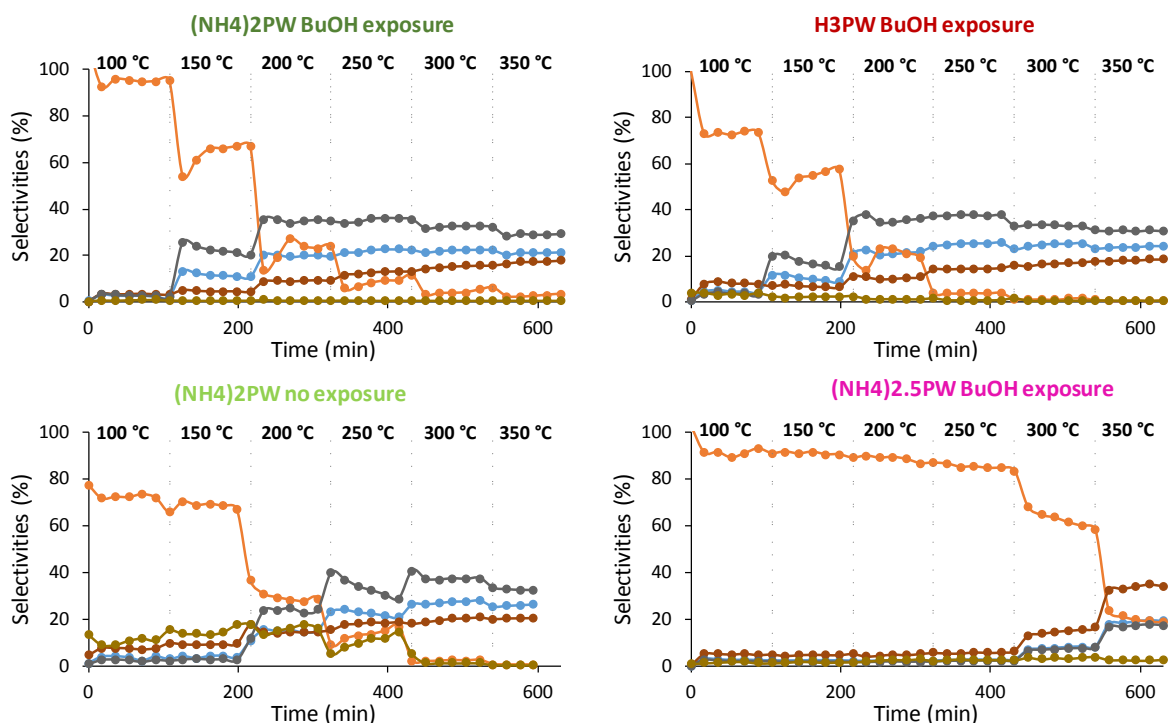 (NH4)2PW BuOH exposure
100 °C 150 °C 200 °C 250 °C 300 °C 350 °C
100
80
60
40
20
0
Selectivities (%)
0 200 400 600
Time (min)
H3PW BuOH exposure
100 °C 150 °C 200 °C 250 °C 300 °C 350 °C
100
80
60
40
20
0
Selectivities (%)
0 200 400 600
Time (min)
(NH4)2PW no exposure
100 °C 150 °C 200 °C 250 °C 300 °C 350 °C
100
80
60
40
20
0
Selectivities (%)
0 200 400 600
Time (min)
(NH4)2.5PW BuOH exposure
100 °C 150 °C 200 °C 250 °C 300 °C 350 °C
100
80
60
40
20
0
Selectivities (%)
0 200 400 600
Time (min)